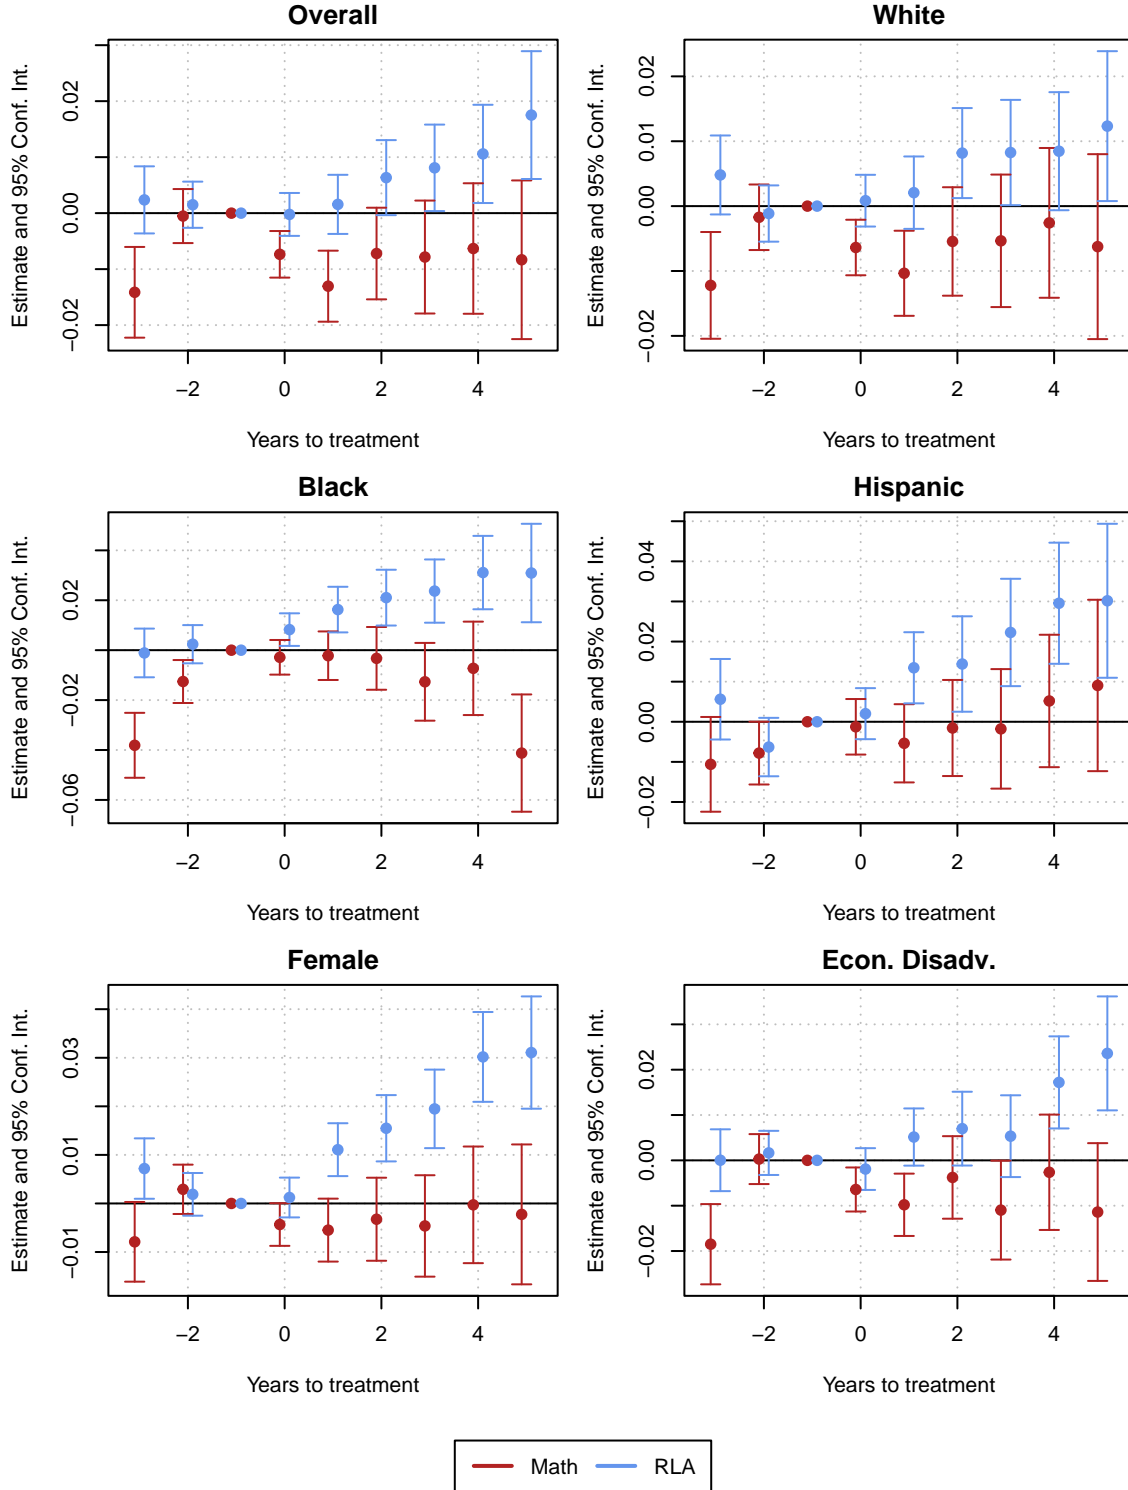 Overall
Estimate and 95% Conf. Int.
0.02
0.00
−0.02
−2 0 2 4
Years to treatment
White
Estimate and 95% Conf. Int.
0.02
0.01
0.00
−0.02
−2 0 2 4
Years to treatment
Black
Estimate and 95% Conf. Int.
0.02
−0.02
−0.06
−2 0 2 4
Years to treatment
Hispanic
Estimate and 95% Conf. Int.
0.04
0.02
0.00
−0.02
−2 0 2 4
Years to treatment
Female
Estimate and 95% Conf. Int.
0.03
0.01
−0.01
−2 0 2 4
Years to treatment
Econ. Disadv.
Estimate and 95% Conf. Int.
0.02
0.00
−0.02
−2 0 2 4
Years to treatment
Math RLA